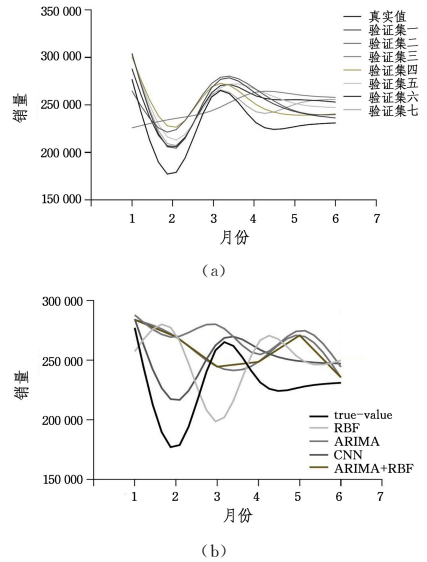 350 000
300 000
250 000
200 000
150 000
销量
1 2 3 4 5 6 7
月份
真实值
验证集一
验证集二
验证集三
验证集四
验证集五
验证集六
验证集七
(a)
300 000
250 000
200 000
150 000
销量
true-value
RBF
ARIMA
CNN
ARIMA+RBF
1 2 3 4 5 6 7
月份
(b)